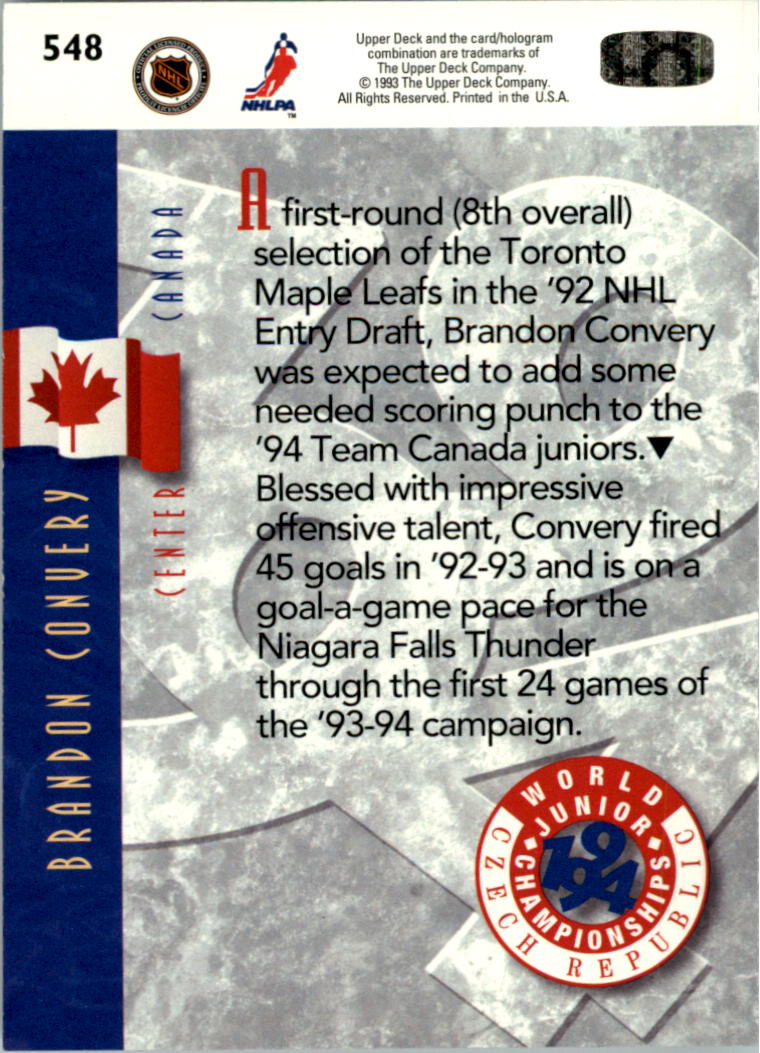 548
NHL
NHLPA
TM
Upper Deck and the card/hologram
combination are trademarks of
The Upper Deck Company.
© 1993 The Upper Deck Company.
All Rights Reserved. Printed in the U.S.A.
CANADA
CENTER
BRANDON CONVERY
A first-round (8th overall)
selection of the Toronto
Maple Leafs in the '92 NHL
Entry Draft, Brandon Convery
was expected to add some
needed scoring punch to the
'94 Team Canada juniors.▼
Blessed with impressive
offensive talent, Convery fired
45 goals in '92-93 and is on a
goal-a-game pace for the
Niagara Falls Thunder
through the first 24 games of
the '93-94 campaign.
WORLD
JUNIOR
1994
CHAMPIONSHIPS
CZECH REPUBLIC